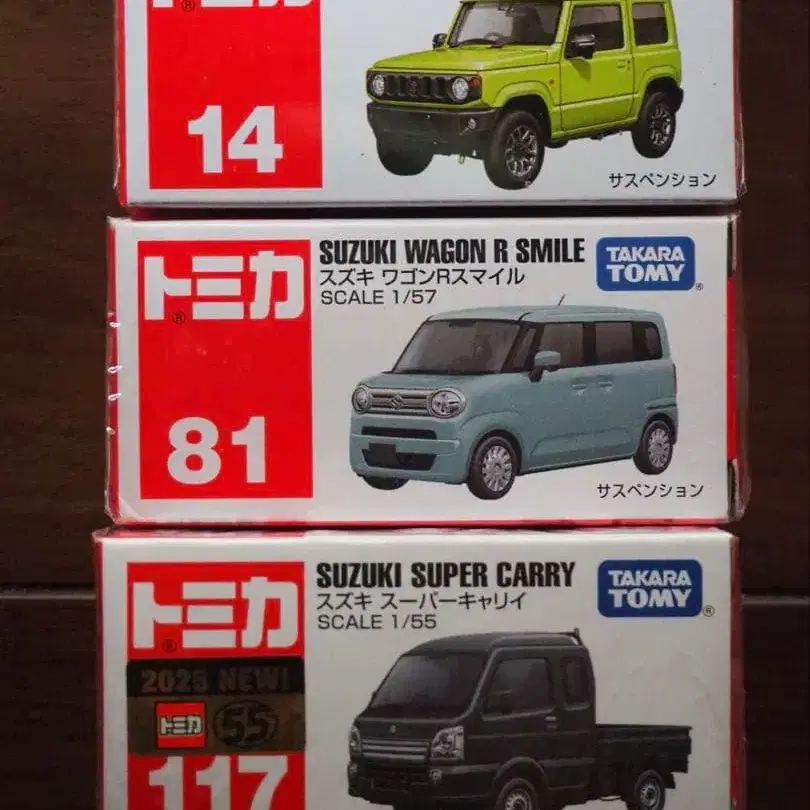 トミカ
®
14
サスペンション
トミカ
®
81
SUZUKI WAGON R SMILE
スズキ ワゴンRスマイル
SCALE 1/57
TAKARA
TOMY
®
サスペンション
トミカ
®
2025 NEW!
トミカ
55
117
SUZUKI SUPER CARRY
スズキ スーパーキャリイ
SCALE 1/55
TAKARA
TOMY
®